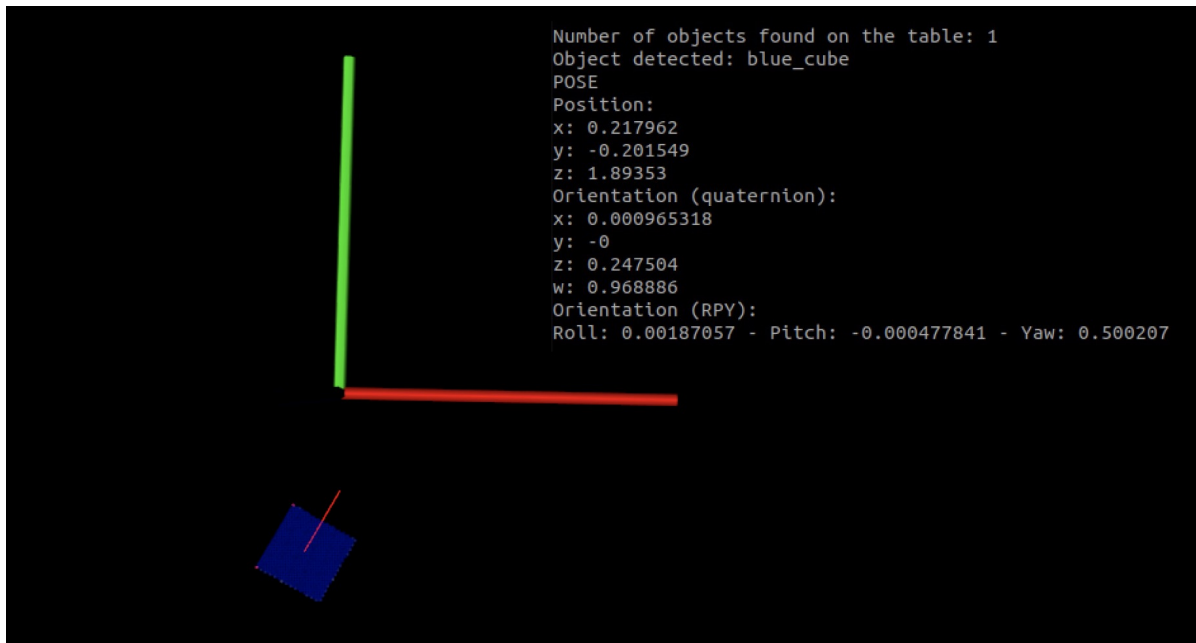 Number of objects found on the table: 1
Object detected: blue_cube
POSE
Position:
x: 0.217962
y: -0.201549
z: 1.89353
Orientation (quaternion):
x: 0.000965318
y: -0
z: 0.247504
w: 0.968886
Orientation (RPY):
Roll: 0.00187057 - Pitch: -0.000477841 - Yaw: 0.500207